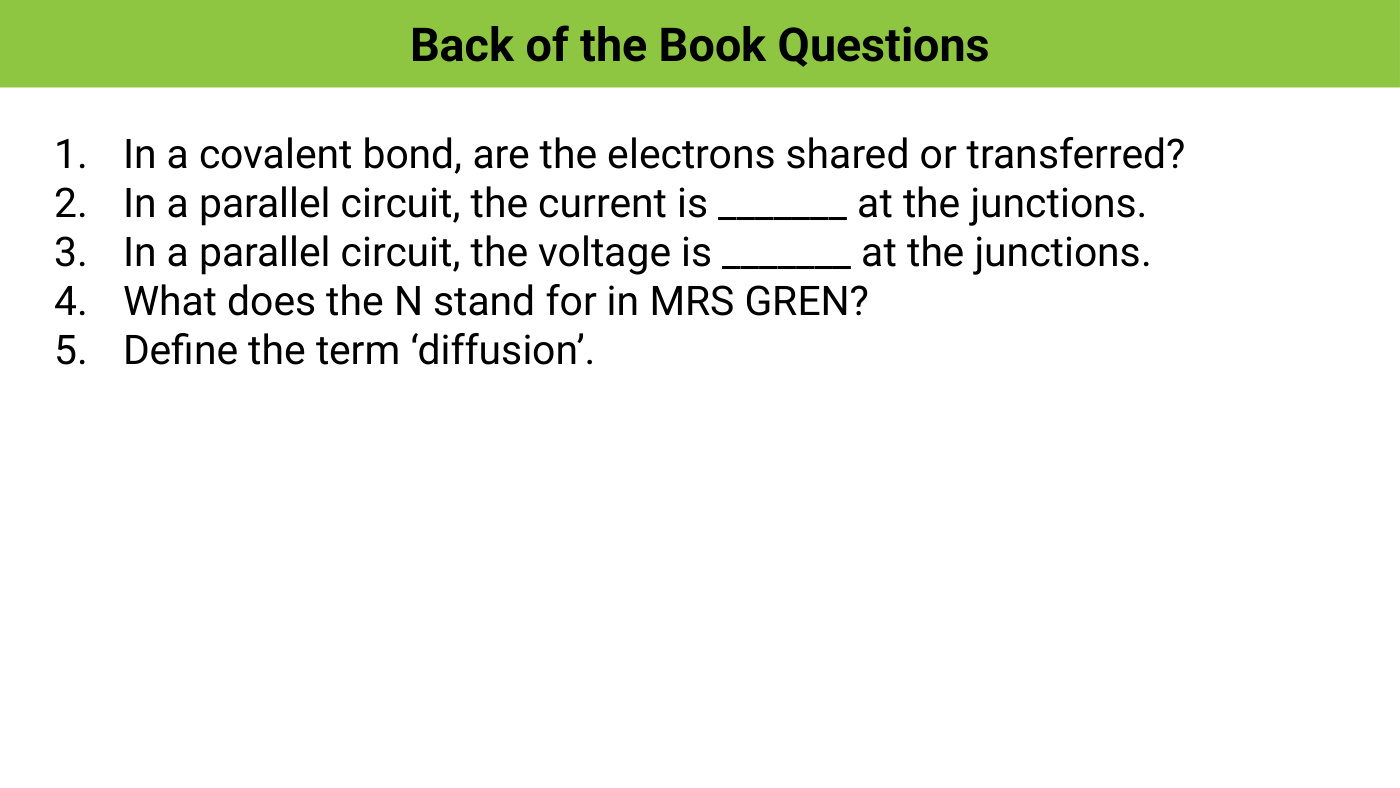 Back of the Book Questions
1. In a covalent bond, are the electrons shared or transferred?
2. In a parallel circuit, the current is _______ at the junctions.
3. In a parallel circuit, the voltage is _______ at the junctions.
4. What does the N stand for in MRS GREN?
5. Define the term ‘diffusion’.